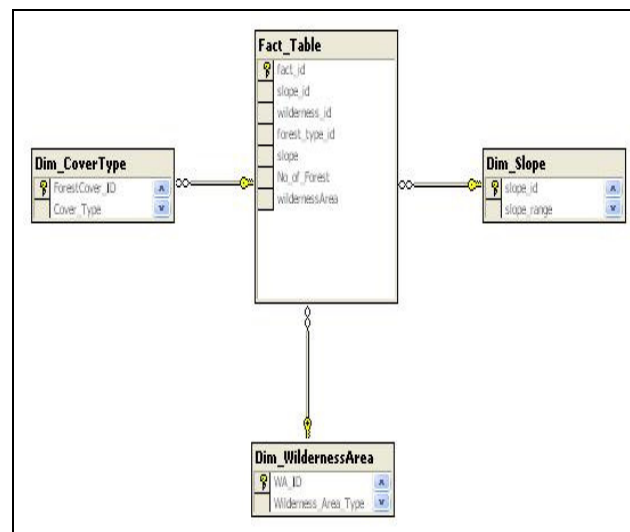 Fact_Table
fact_id
slope_id
wilderness_id
forest_type_id
slope
No_of_Forest
wildernessArea
Dim_CoverType
ForestCover_ID
Cover_Type
Dim_Slope
slope_id
slope_range
Dim_WildernessArea
WA_ID
Wilderness_Area_Type